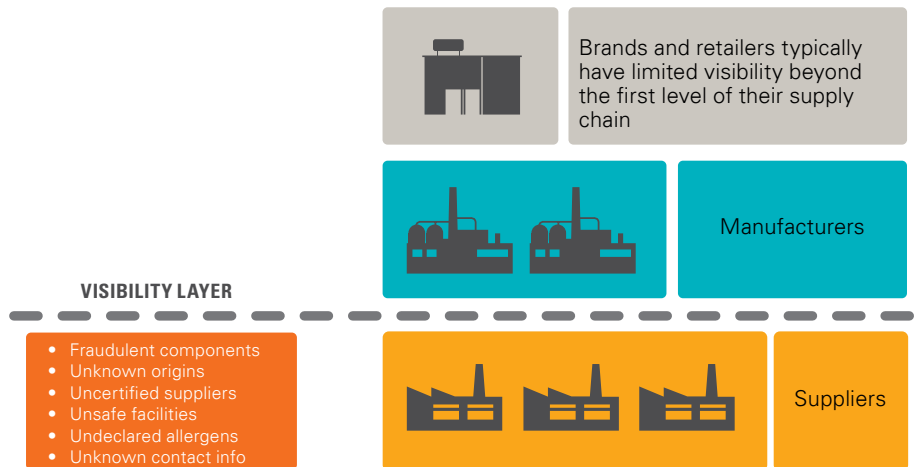 Brands and retailers typically
have limited visibility beyond
the first level of their supply
chain
Manufacturers
VISIBILITY LAYER
• Fraudulent components
• Unknown origins
• Uncertified suppliers
• Unsafe facilities
• Undeclared allergens
• Unknown contact info
Suppliers